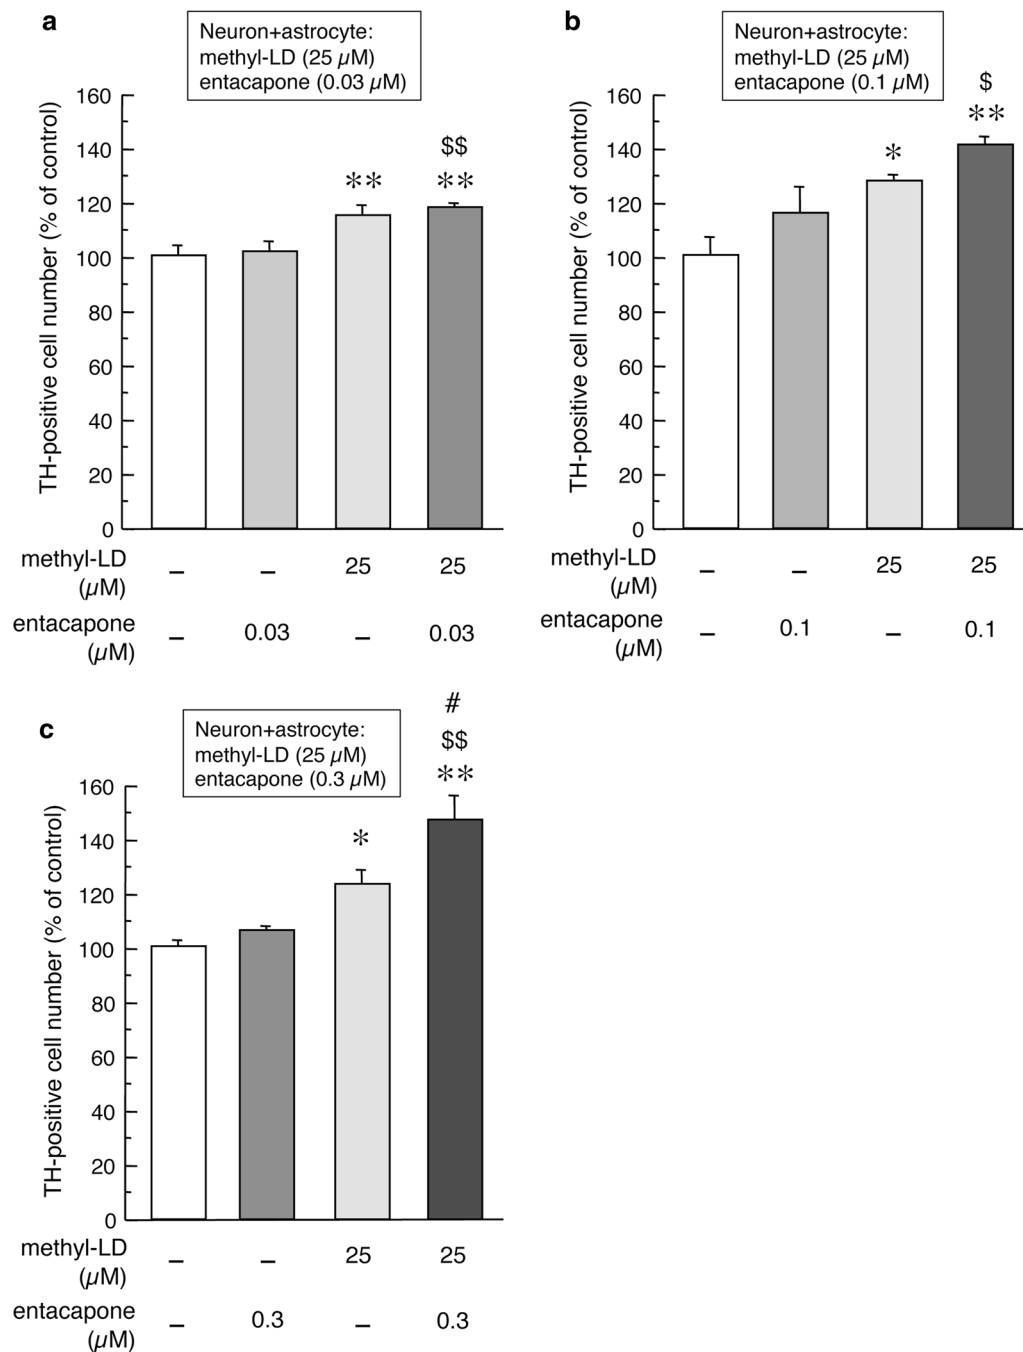 a
Neuron+astrocyte:
methyl-LD (25 µM)
entacapone (0.03 µM)
TH-positive cell number (% of control)
160
140
120
100
80
60
40
20
0
**
$$
**
methyl-LD (µM)
–
–
25
25
entacapone (µM)
–
0.03
–
0.03
b
Neuron+astrocyte:
methyl-LD (25 µM)
entacapone (0.1 µM)
TH-positive cell number (% of control)
160
140
120
100
80
60
40
20
0
*
$
**
methyl-LD (µM)
–
–
25
25
entacapone (µM)
–
0.1
–
0.1
c
Neuron+astrocyte:
methyl-LD (25 µM)
entacapone (0.3 µM)
TH-positive cell number (% of control)
160
140
120
100
80
60
40
20
0
*
#
$$
**
methyl-LD (µM)
–
–
25
25
entacapone (µM)
–
0.3
–
0.3